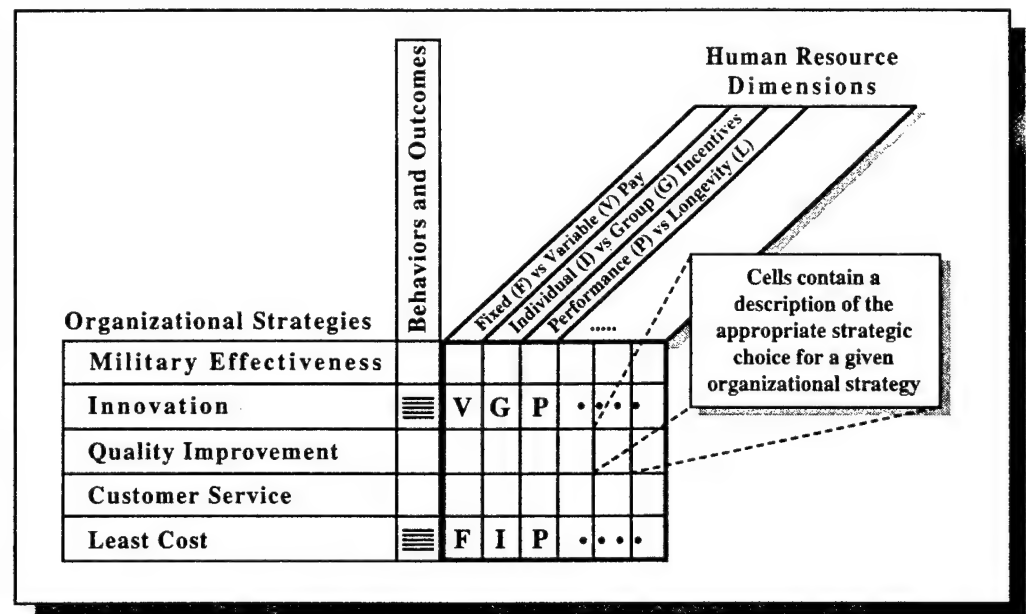 Human Resource
Dimensions
Behaviors and Outcomes
Fixed (F) vs Variable (V) Pay
Individual (I) vs Group (G) Incentives
Performance (P) vs Longevity (L)
.....
Cells contain a
description of the
appropriate strategic
choice for a given
organizational strategy
Organizational Strategies
Military Effectiveness
Innovation V G P • • • •
Quality Improvement
Customer Service
Least Cost F I P • • • •